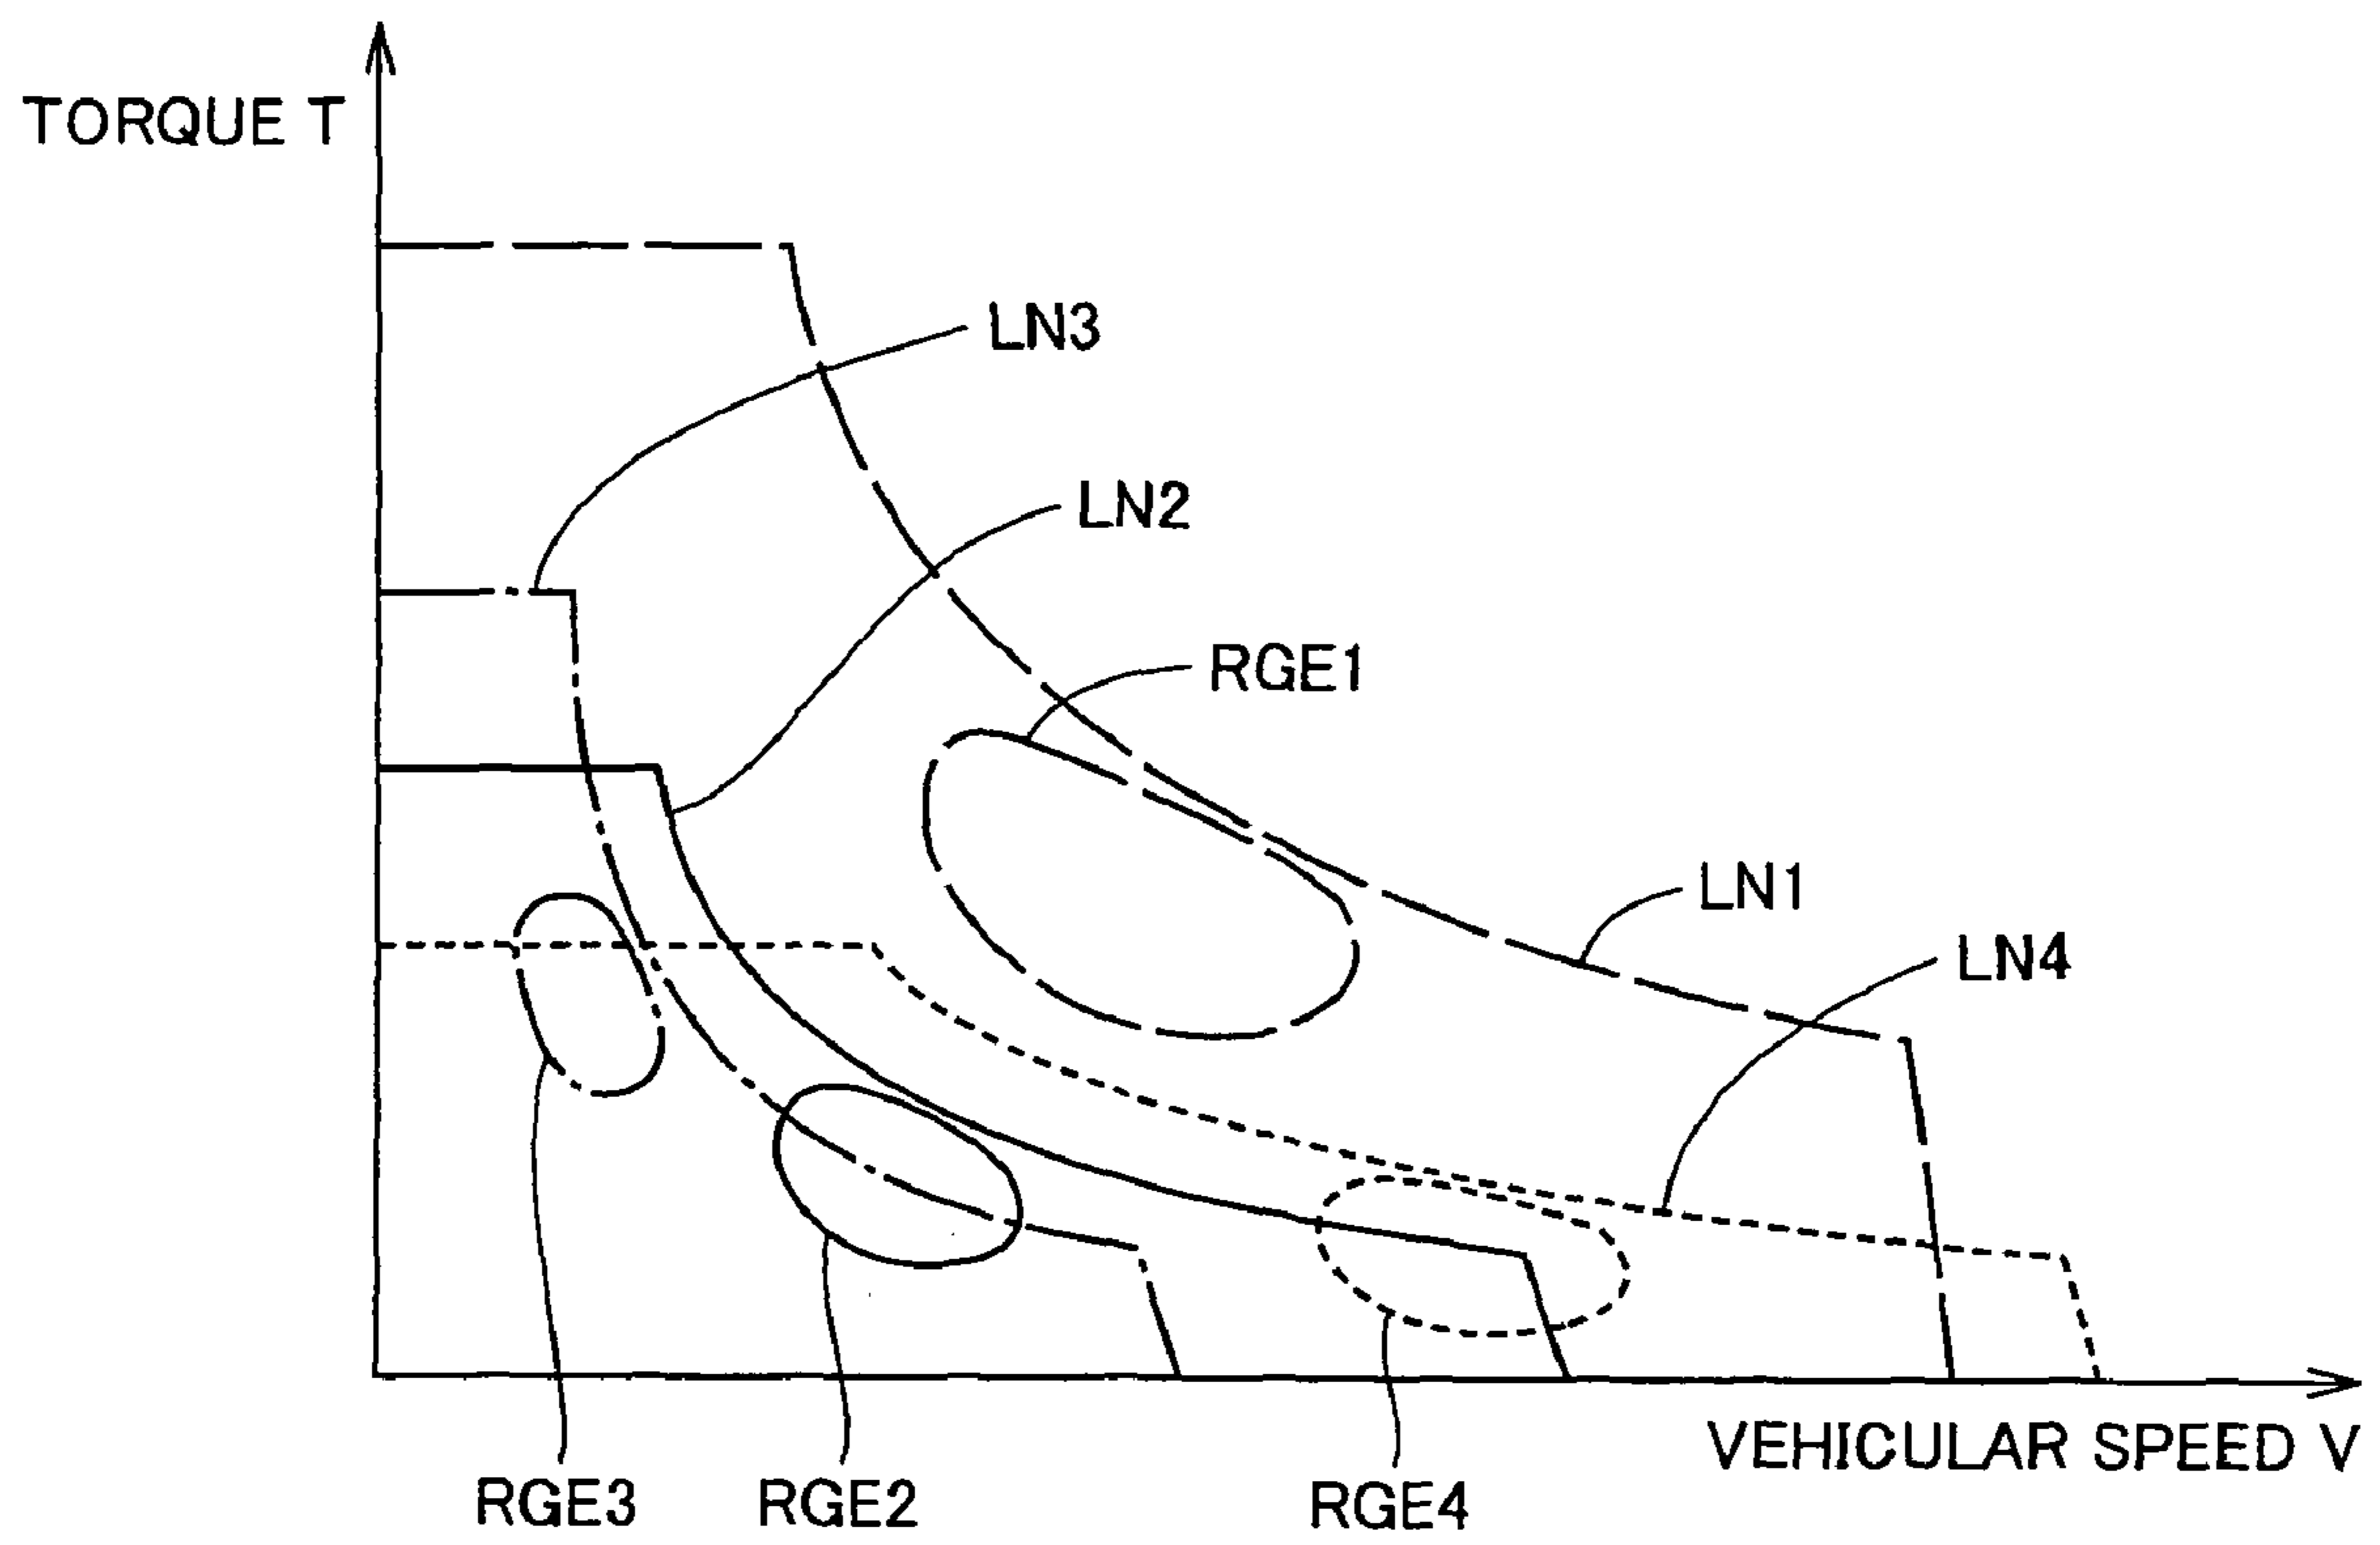 TORQUE T
LN3
LN2
RGE1
LN1
LN4
VEHICULAR SPEED V
RGE3
RGE2
RGE4